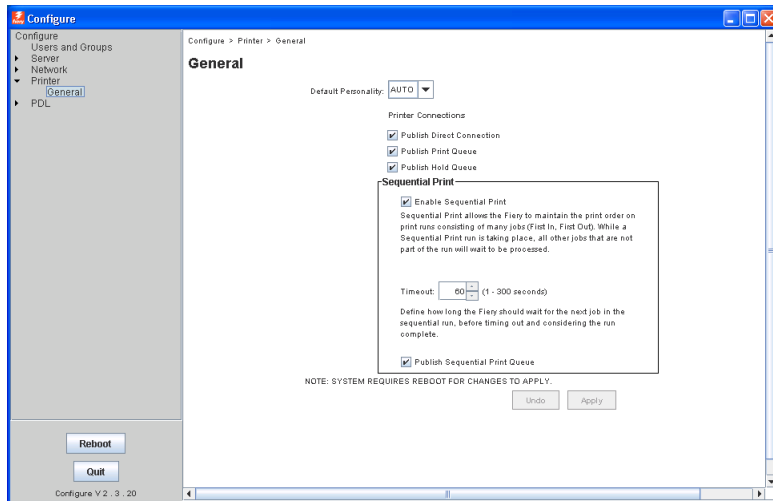 Configure
Configure
Users and Groups
Server
Network
Printer
General
PDL
Configure > Printer > General
General
Default Personality: AUTO
Printer Connections
Publish Direct Connection
Publish Print Queue
Publish Hold Queue
Sequential Print
Enable Sequential Print
Sequential Print allows the Fiery to maintain the print order on
print runs consisting of many jobs (First In, First Out). While a
Sequential Print run is taking place, all other jobs that are not
part of the run will wait to be processed.
Timeout: 60 (1 - 300 seconds)
Define how long the Fiery should wait for the next job in the
sequential run, before timing out and considering the run
complete.
Publish Sequential Print Queue
NOTE: SYSTEM REQUIRES REBOOT FOR CHANGES TO APPLY.
Undo Apply
Reboot
Quit
Configure V 2 . 3 . 20